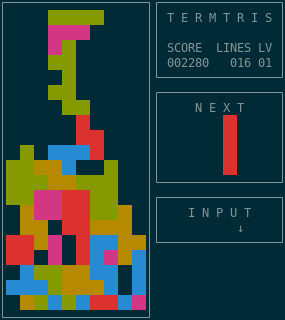 TERMTRIS
SCORE LINES LV
002280 016 01
NEXT
INPUT
↓